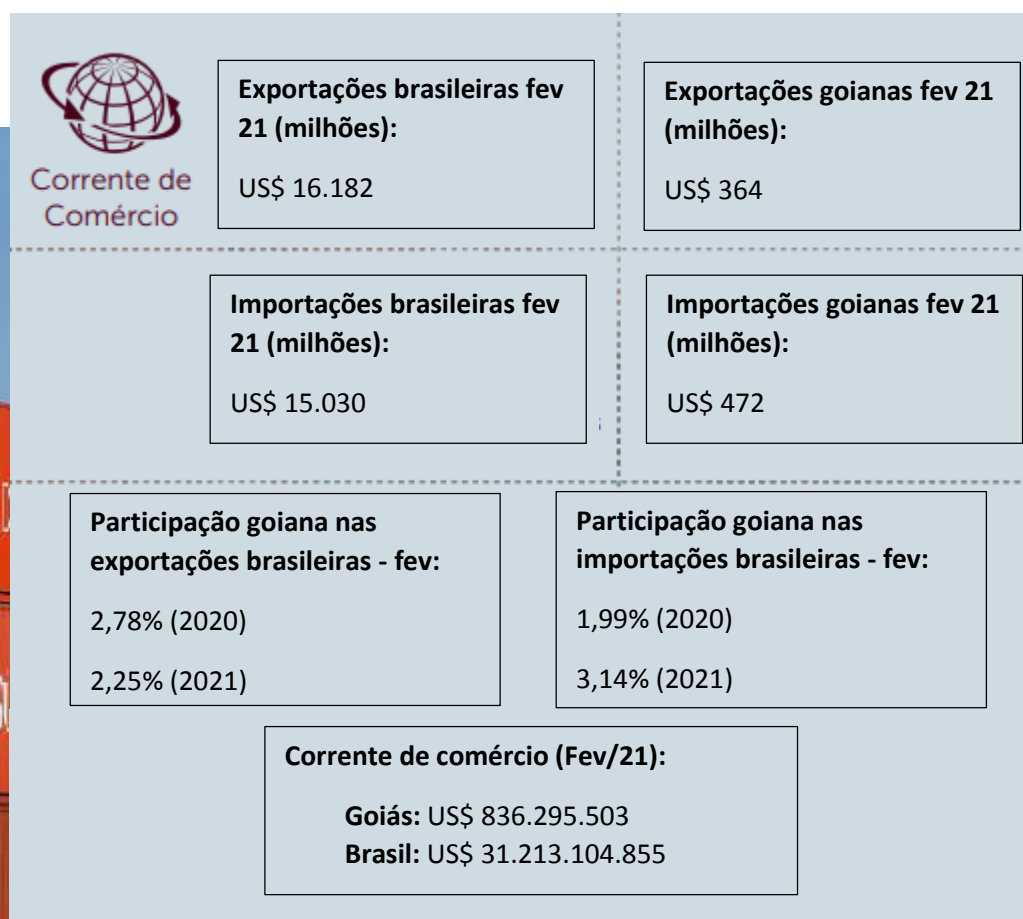 Corrente de
Comércio
Exportações brasileiras fev
21 (milhões):
US$ 16.182
Exportações goianas fev 21
(milhões):
US$ 364
Importações brasileiras fev
21 (milhões):
US$ 15.030
Importações goianas fev 21
(milhões):
US$ 472
Participação goiana nas
exportações brasileiras - fev:
2,78% (2020)
2,25% (2021)
Participação goiana nas
importações brasileiras - fev:
1,99% (2020)
3,14% (2021)
Corrente de comércio (Fev/21):
Goiás: US$ 836.295.503
Brasil: US$ 31.213.104.855